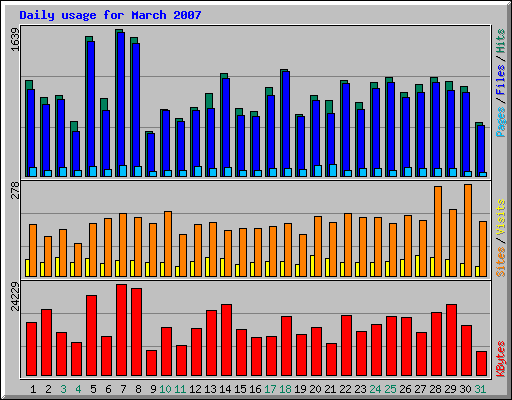 Daily usage for March 2007
1639
Pages / Files / Hits
278
Sites / Visits
24229
KBytes
1 2 3 4 5 6 7 8 9 10 11 12 13 14 15 16 17 18 19 20 21 22 23 24 25 26 27 28 29 30 31